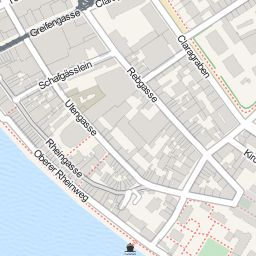 Greifengasse
Claragraben
Schafgässlein
Rebgasse
Utengasse
Rheingasse
Oberer Rheinweg